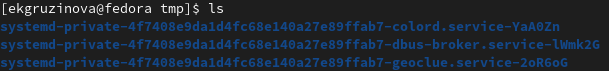 [ekgruzinova@fedora tmp]$ ls
systemd-private-4f7408e9da1d4fc68e140a27e89ffab7-colord.service-YaA0Zn
systemd-private-4f7408e9da1d4fc68e140a27e89ffab7-dbus-broker.service-lWmk2G
systemd-private-4f7408e9da1d4fc68e140a27e89ffab7-geoclue.service-2oR6oG